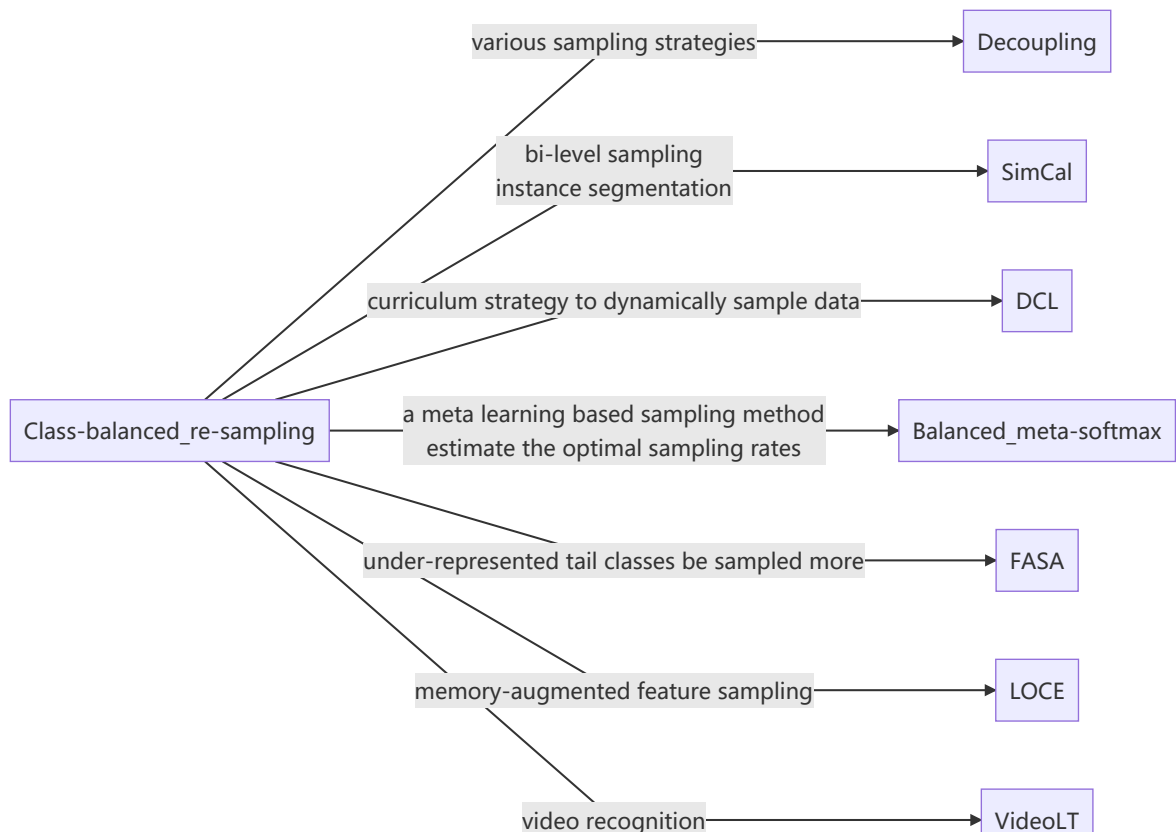 various sampling strategies
Decoupling
bi-level sampling
instance segmentation
SimCal
curriculum strategy to dynamically sample data
DCL
Class-balanced_re-sampling
a meta learning based sampling method
estimate the optimal sampling rates
Balanced_meta-softmax
under-represented tail classes be sampled more
FASA
memory-augmented feature sampling
LOCE
video recognition
VideoLT